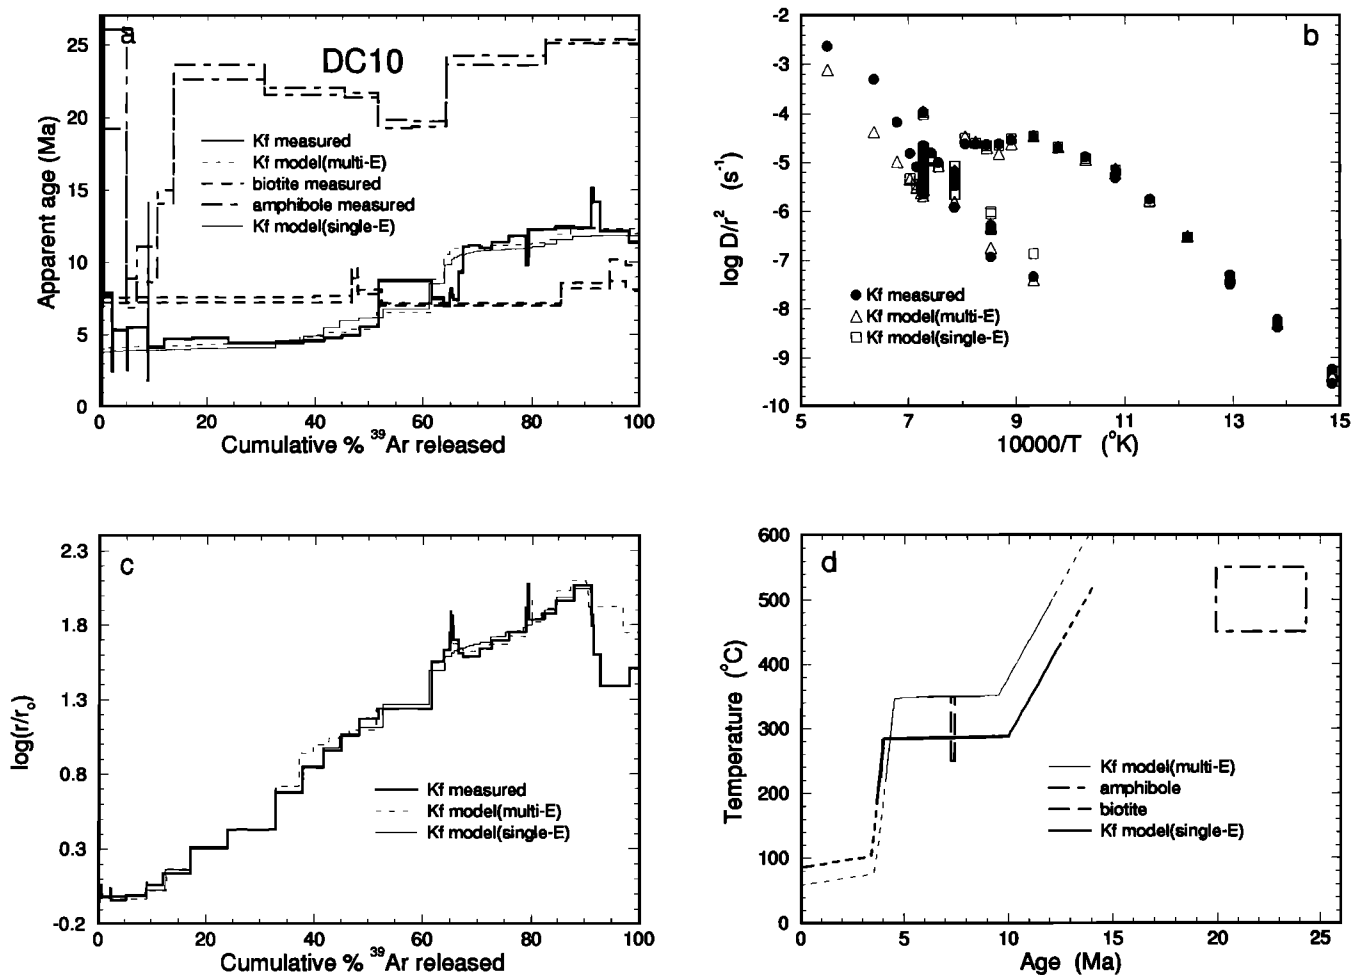 a
DC10
Apparent age (Ma)
25
20
15
10
5
0
Kf measured
Kf model(multi-E)
biotite measured
amphibole measured
Kf model(single-E)
0 20 40 60 80 100
Cumulative % ³⁹Ar released
b
log D/r² (s⁻¹)
-2
-3
-4
-5
-6
-7
-8
-9
-10
Kf measured
Kf model(multi-E)
Kf model(single-E)
5 7 9 11 13 15
10000/T (°K)
c
log(r/r₀)
2.3
1.8
1.3
0.8
0.3
-0.2
Kf measured
Kf model(multi-E)
Kf model(single-E)
0 20 40 60 80 100
Cumulative % ³⁹Ar released
d
Temperature (°C)
600
500
400
300
200
100
0
Kf model(multi-E)
amphibole
biotite
Kf model(single-E)
0 5 10 15 20 25
Age (Ma)